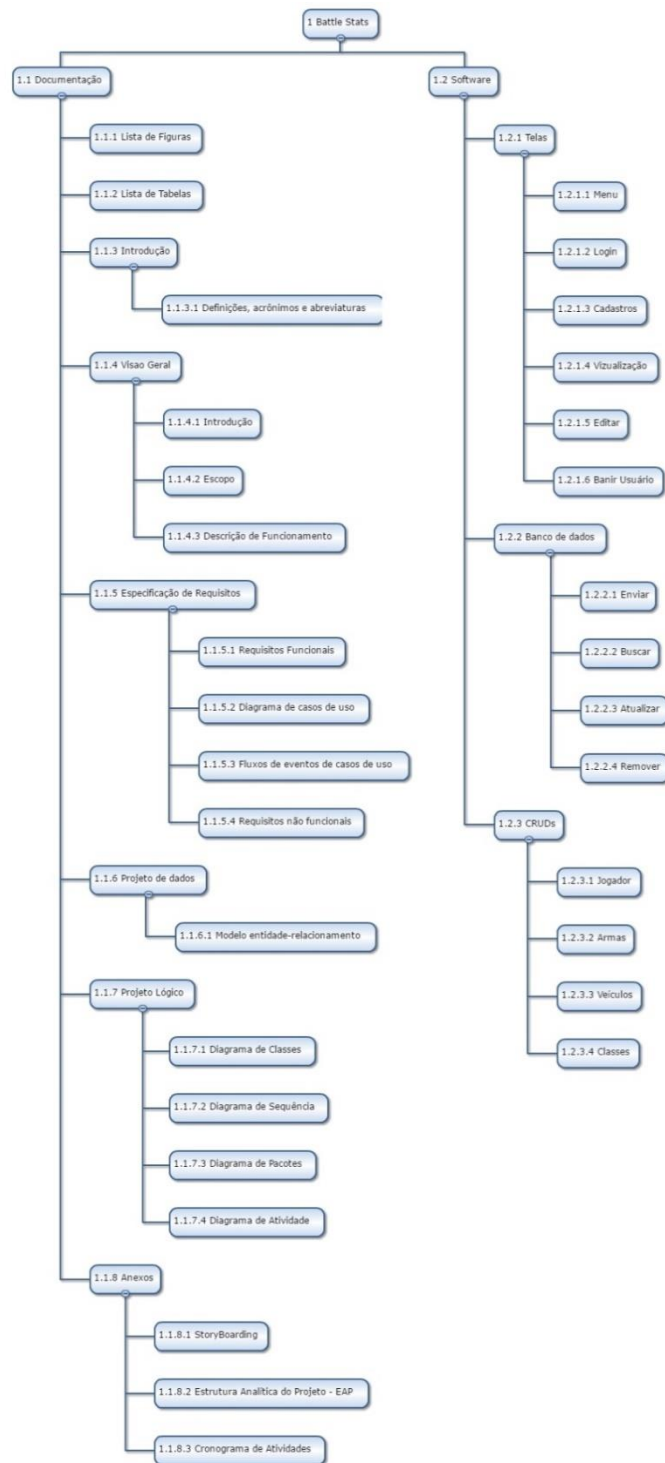 1 Battle Stats
1.1 Documentação
1.1.1 Lista de Figuras
1.1.2 Lista de Tabelas
1.1.3 Introdução
1.1.3.1 Definições, acrônimos e abreviaturas
1.1.4 Visao Geral
1.1.4.1 Introdução
1.1.4.2 Escopo
1.1.4.3 Descrição de Funcionamento
1.1.5 Especificação de Requisitos
1.1.5.1 Requisitos Funcionais
1.1.5.2 Diagrama de casos de uso
1.1.5.3 Fluxos de eventos de casos de uso
1.1.5.4 Requisitos não funcionais
1.1.6 Projeto de dados
1.1.6.1 Modelo entidade-relacionamento
1.1.7 Projeto Lógico
1.1.7.1 Diagrama de Classes
1.1.7.2 Diagrama de Sequência
1.1.7.3 Diagrama de Pacotes
1.1.7.4 Diagrama de Atividade
1.1.8 Anexos
1.1.8.1 StoryBoarding
1.1.8.2 Estrutura Analítica do Projeto - EAP
1.1.8.3 Cronograma de Atividades
1.2 Software
1.2.1 Telas
1.2.1.1 Menu
1.2.1.2 Login
1.2.1.3 Cadastros
1.2.1.4 Vizualização
1.2.1.5 Editar
1.2.1.6 Banir Usuário
1.2.2 Banco de dados
1.2.2.1 Enviar
1.2.2.2 Buscar
1.2.2.3 Atualizar
1.2.2.4 Remover
1.2.3 CRUDs
1.2.3.1 Jogador
1.2.3.2 Armas
1.2.3.3 Veículos
1.2.3.4 Classes